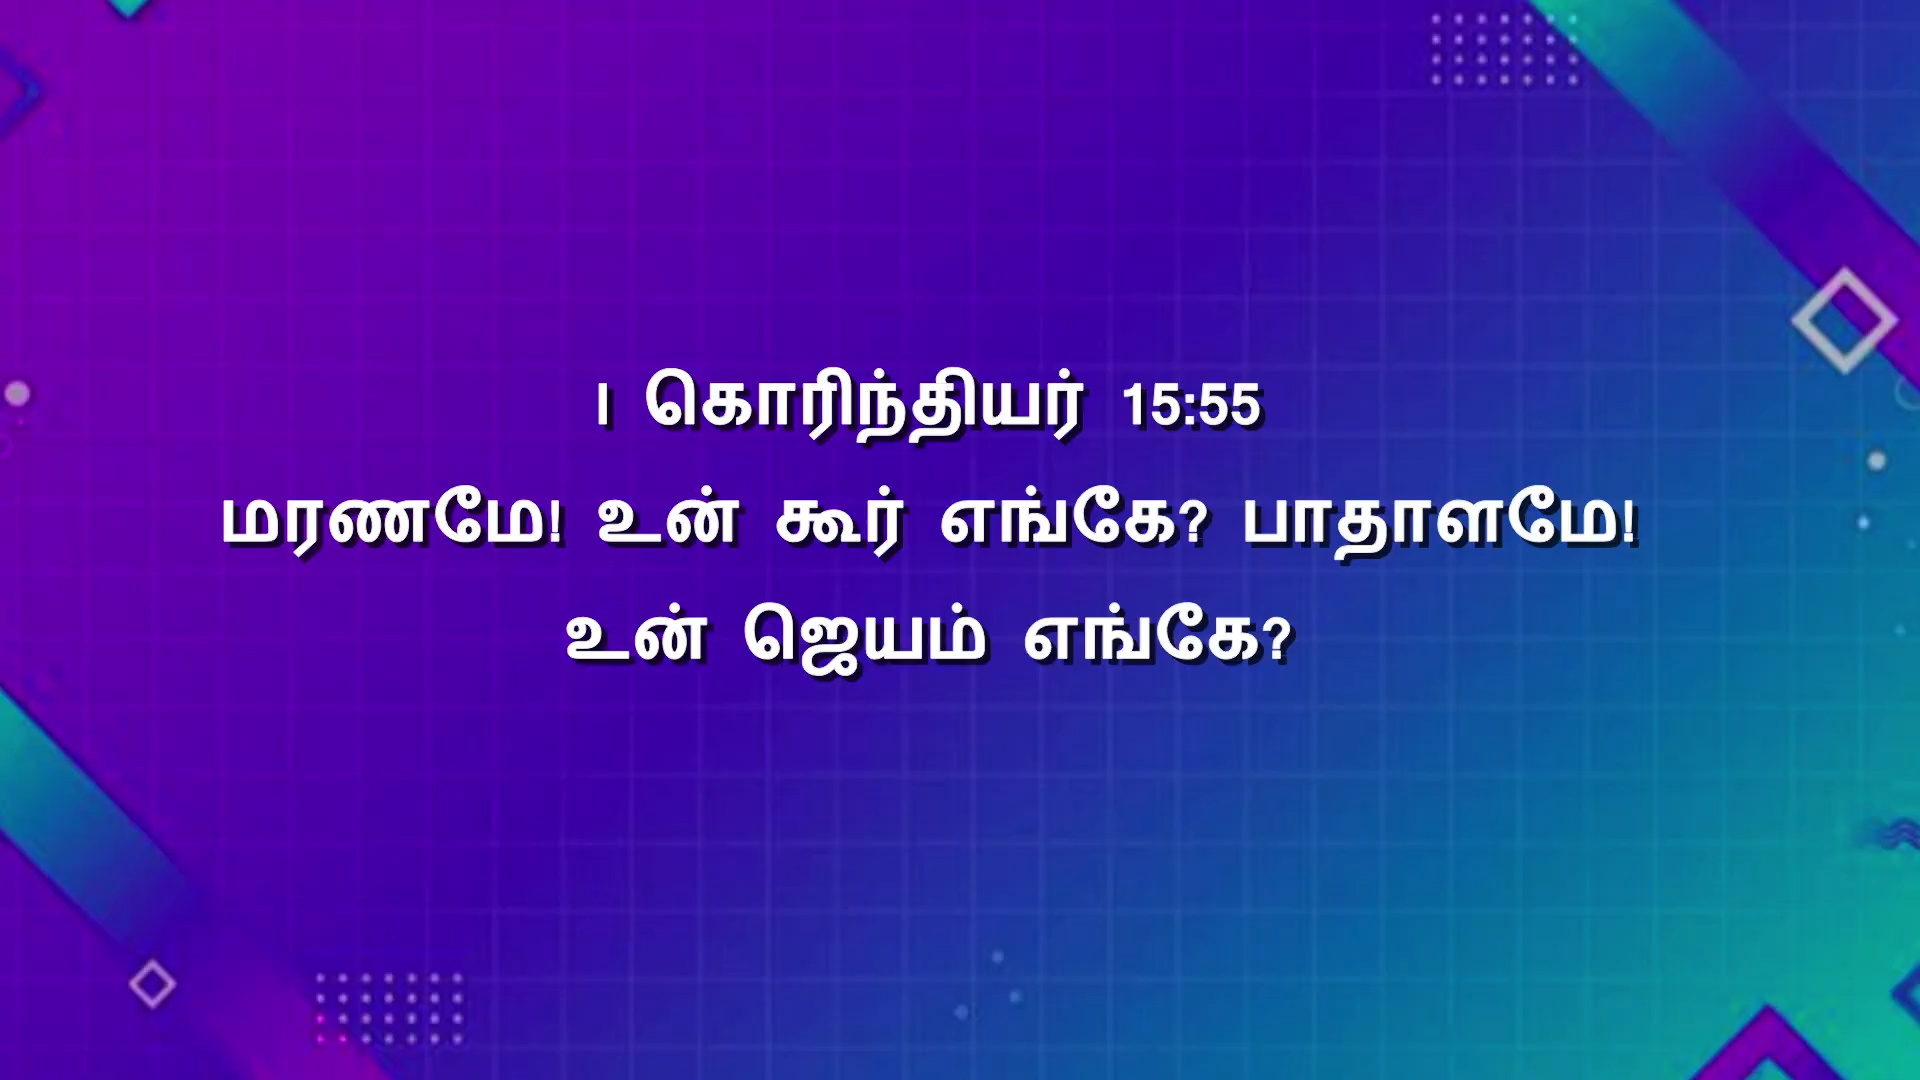 I கொரிந்தியர் 15:55
மரணமே! உன் கூர் எங்கே? பாதாளமே!
உன் ஜெயம் எங்கே?